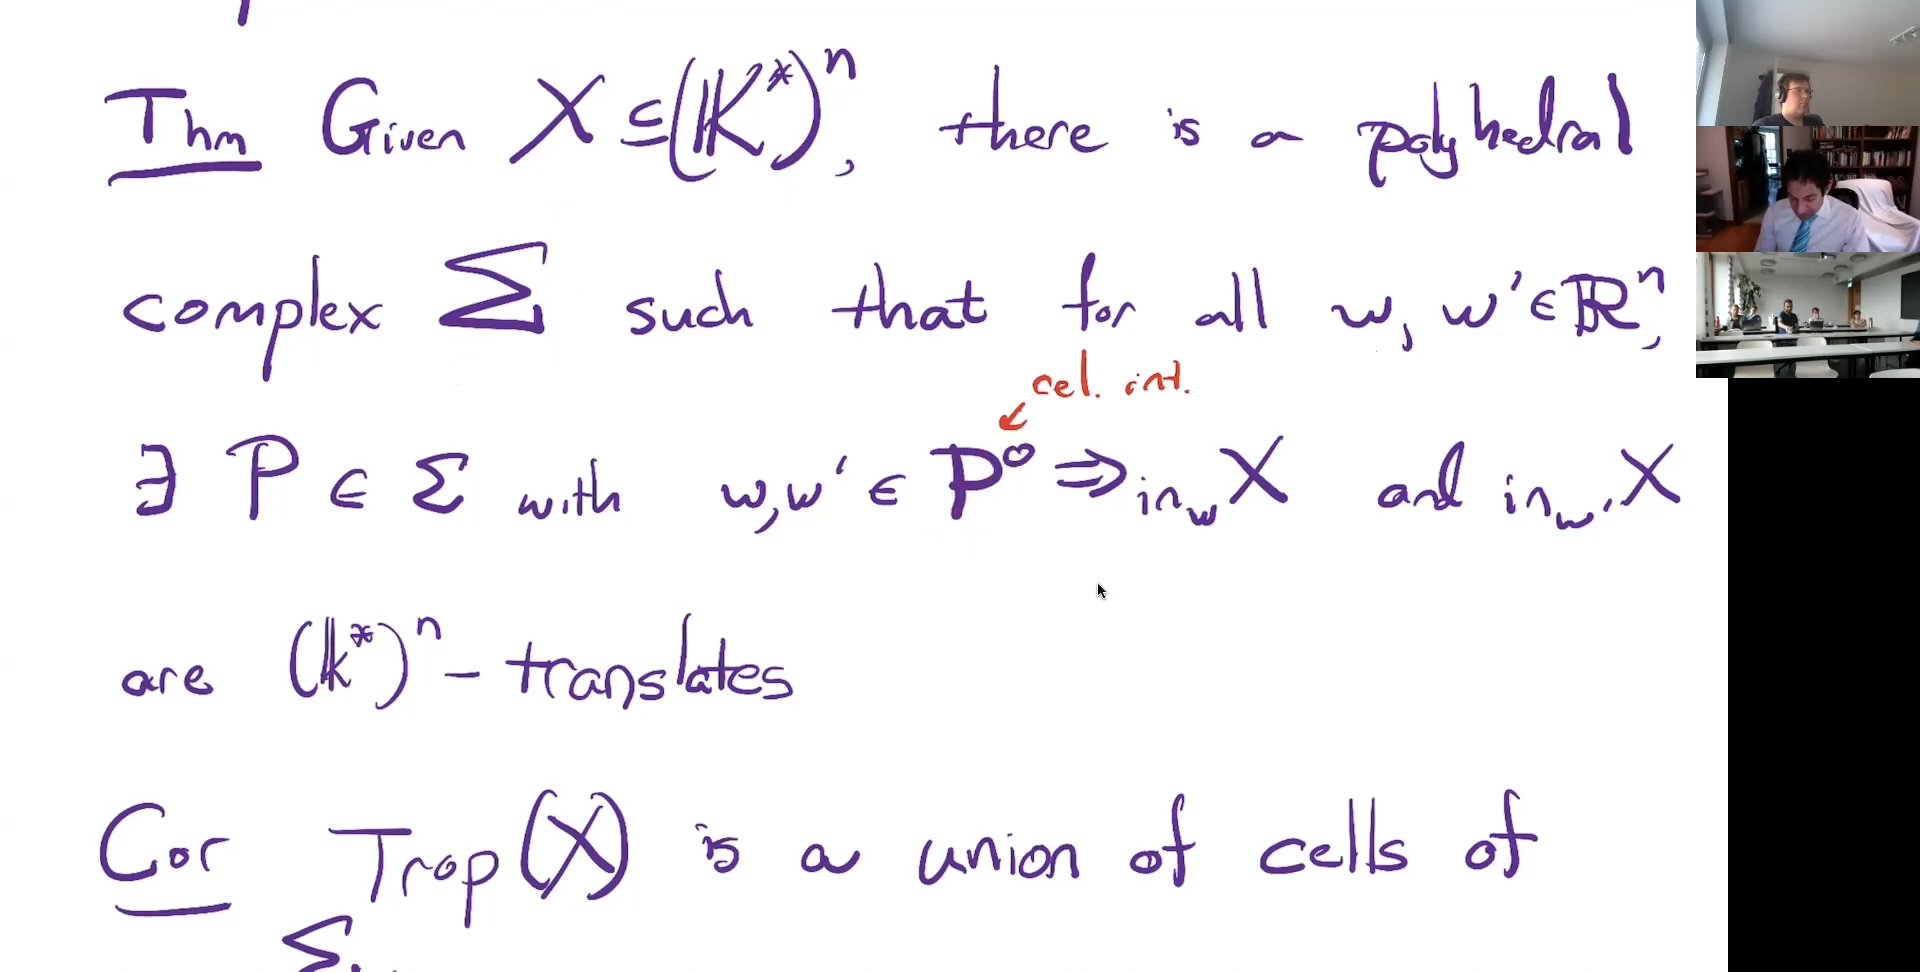 Thm Given X ⊆ (K*)ⁿ, there is a polyhedral
complex Σ such that for all w, w' ∈ ℝⁿ,
rel. int.
∃ P ∈ Σ with w, w' ∈ P° ⇒ in_w X and in_w' X
are (k*)ⁿ - translates
Cor Trop(X) is a union of cells of
Σ.